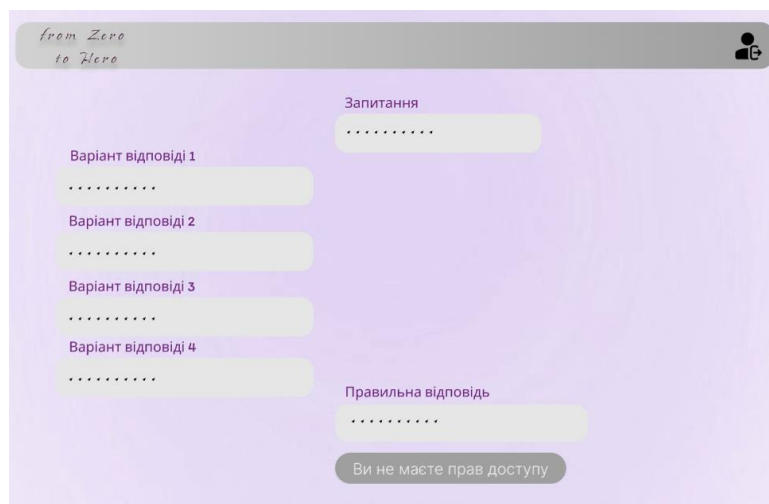 from Zero
to Hero
Запитання
..........
Варіант відповіді 1
..........
Варіант відповіді 2
..........
Варіант відповіді 3
..........
Варіант відповіді 4
..........
Правильна відповідь
..........
Ви не маєте прав доступу